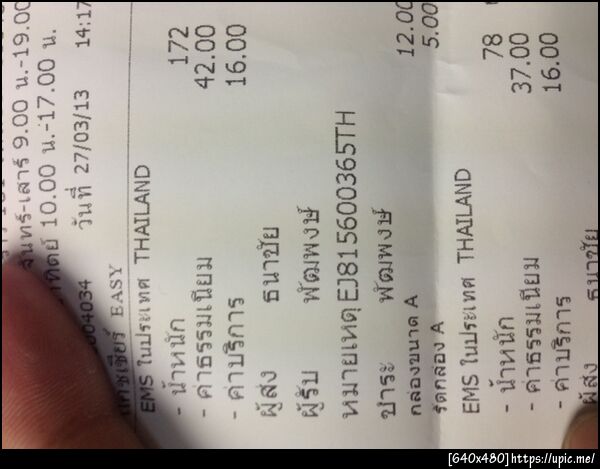 จันทร์-เสาร์ 9.00 น.-19.00
อาทิตย์ 10.00 น.-17.00 น.
004034 วันที่ 27/03/13 14:17
EASY
EMS ในประเทศ THAILAND
- น้ำหนัก 172
- ค่าธรรมเนียม 42.00
- ค่าบริการ 16.00
ผู้ส่ง ธนาชัย
ผู้รับ พัฒพงษ์
หมายเหตุ EJ815600365TH
ชำระ พัฒพงษ์
กล่องขนาด A 12.00
รัดกล่อง A 5.00
EMS ในประเทศ THAILAND
- น้ำหนัก 78
- ค่าธรรมเนียม 37.00
- ค่าบริการ 16.00
ผู้ส่ง ธนาชัย
[640x480]https://upic.me/